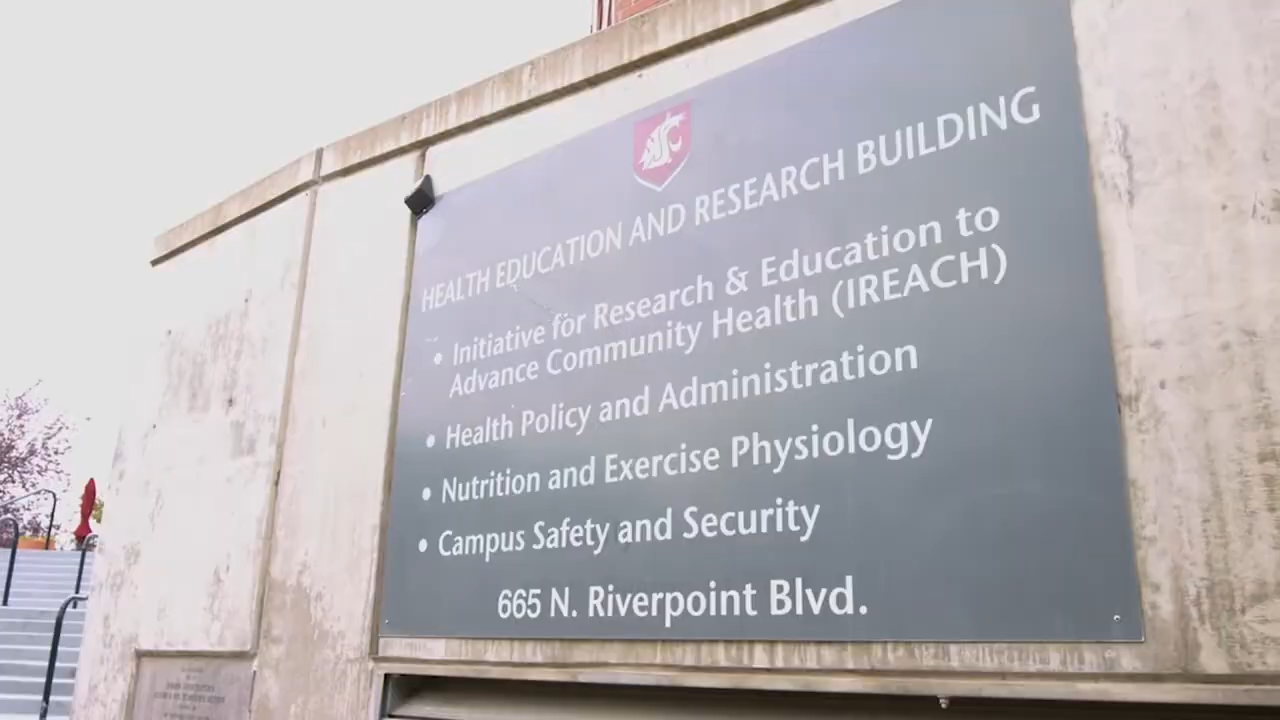 HEALTH EDUCATION AND RESEARCH BUILDING
• Initiative for Research & Education to
Advance Community Health (IREACH)
• Health Policy and Administration
• Nutrition and Exercise Physiology
• Campus Safety and Security
665 N. Riverpoint Blvd.